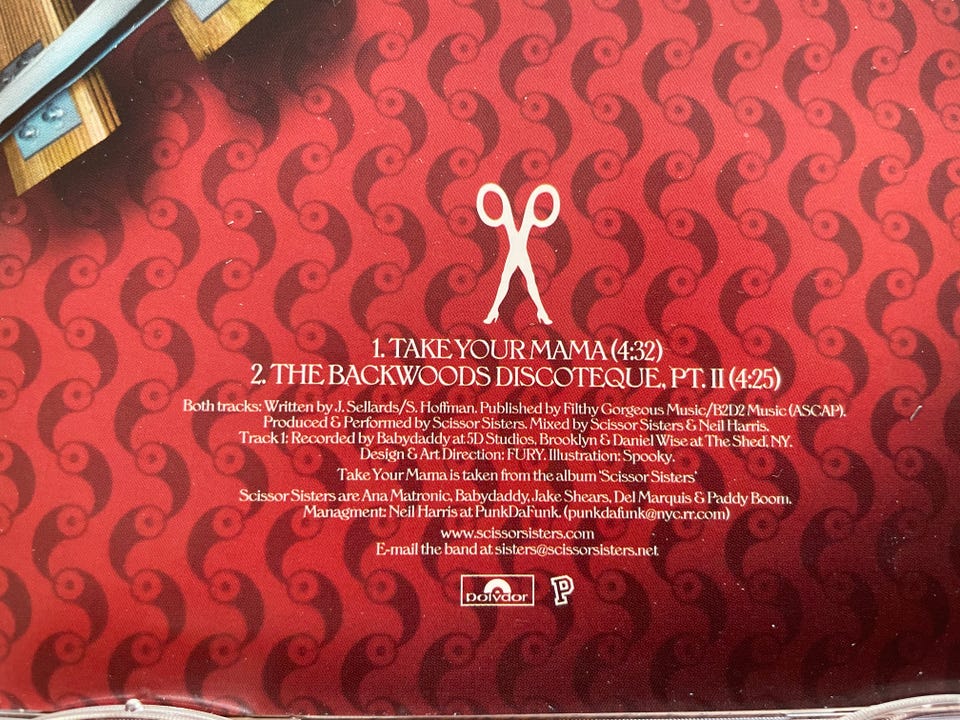 1. TAKE YOUR MAMA (4:32)
2. THE BACKWOODS DISCOTEQUE, PT. II (4:25)
Both tracks: Written by J. Sellards/S. Hoffman. Published by Filthy Gorgeous Music/B2D2 Music (ASCAP).
Produced & Performed by Scissor Sisters. Mixed by Scissor Sisters & Neil Harris.
Track 1: Recorded by Babydaddy at 5D Studios, Brooklyn & Daniel Wise at The Shed, NY.
Design & Art Direction: FURY. Illustration: Spooky.
Take Your Mama is taken from the album 'Scissor Sisters'
Scissor Sisters are Ana Matronic, Babydaddy, Jake Shears, Del Marquis & Paddy Boom.
Managment: Neil Harris at PunkDaFunk. (punkdafunk@nyc.rr.com)
www.scissorsisters.com
E-mail the band at sisters@scissorsisters.net
polydor P